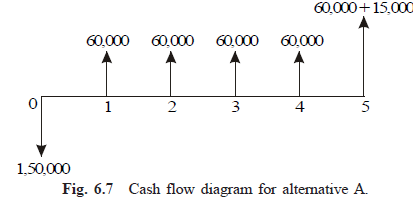 60,000 + 15,000
60,000 60,000 60,000 60,000
0 1 2 3 4 5
1,50,000
Fig. 6.7 Cash flow diagram for alternative A.